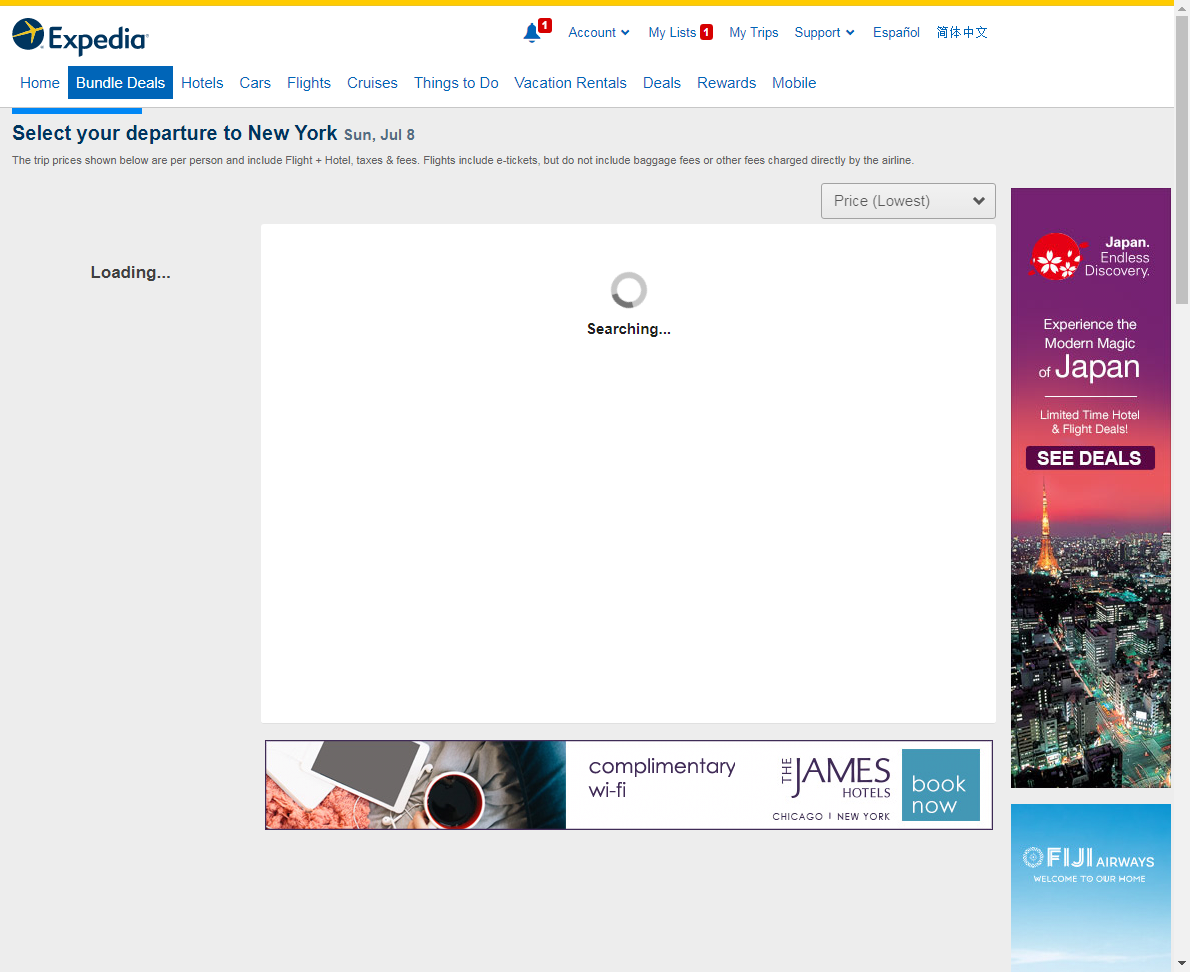 Expedia
1
Account
My Lists 1
My Trips
Support
Español
简体中文
Home
Bundle Deals
Hotels
Cars
Flights
Cruises
Things to Do
Vacation Rentals
Deals
Rewards
Mobile
Select your departure to New York Sun, Jul 8
The trip prices shown below are per person and include Flight + Hotel, taxes & fees. Flights include e-tickets, but do not include baggage fees or other fees charged directly by the airline.
Price (Lowest)
Loading...
Searching...
Japan.
Endless
Discovery.
Experience the
Modern Magic
of Japan
Limited Time Hotel
& Flight Deals!
SEE DEALS
complimentary
wi-fi
THE JAMES
HOTELS
CHICAGO | NEW YORK
book
now
FIJI AIRWAYS
WELCOME TO OUR HOME